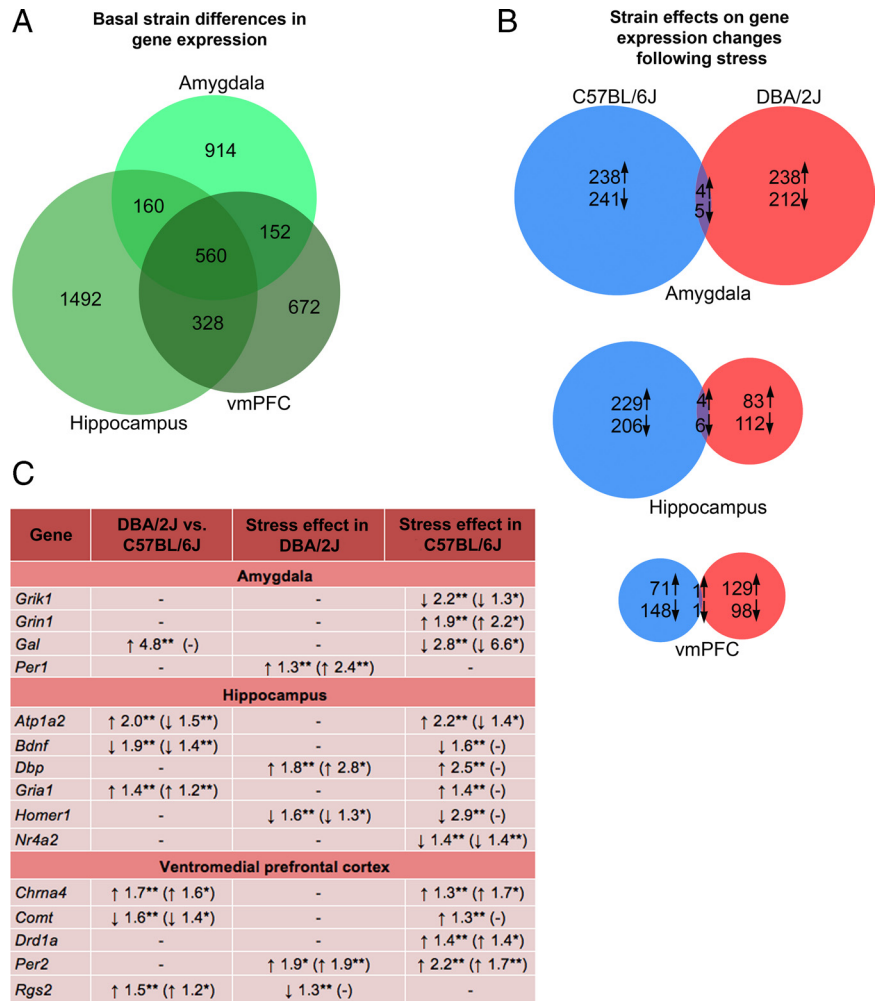 A
Basal strain differences in
gene expression
Amygdala
914
160
152
560
1492
672
328
vmPFC
Hippocampus
B
Strain effects on gene
expression changes
following stress
C57BL/6J DBA/2J
238↑ 4↑ 238↑
241↓ 5↓ 212↓
Amygdala
229↑ 4↑ 83↑
206↓ 6↓ 112↓
Hippocampus
71↑ 1↑ 129↑
148↓ 1↓ 98↓
vmPFC
C
Gene DBA/2J vs. C57BL/6J Stress effect in DBA/2J Stress effect in C57BL/6J
Amygdala
Grik1 - - ↓ 2.2** (↓ 1.3*)
Grin1 - - ↑ 1.9** (↑ 2.2*)
Gal ↑ 4.8** (-) - ↓ 2.8** (↓ 6.6*)
Per1 - ↑ 1.3** (↑ 2.4**) -
Hippocampus
Atp1a2 ↑ 2.0** (↓ 1.5**) - ↑ 2.2** (↓ 1.4*)
Bdnf ↓ 1.9** (↓ 1.4**) - ↓ 1.6** (-)
Dbp - ↑ 1.8** (↑ 2.8*) ↑ 2.5** (-)
Gria1 ↑ 1.4** (↑ 1.2**) - ↑ 1.4** (-)
Homer1 - ↓ 1.6** (↓ 1.3*) ↓ 2.9** (-)
Nr4a2 - - ↓ 1.4** (↓ 1.4**)
Ventromedial prefrontal cortex
Chrna4 ↑ 1.7** (↑ 1.6*) - ↑ 1.3** (↑ 1.7*)
Comt ↓ 1.6** (↓ 1.4*) - ↑ 1.3** (-)
Drd1a - - ↑ 1.4** (↑ 1.4*)
Per2 - ↑ 1.9* (↑ 1.9**) ↑ 2.2** (↑ 1.7**)
Rgs2 ↑ 1.5** (↑ 1.2*) ↓ 1.3** (-) -